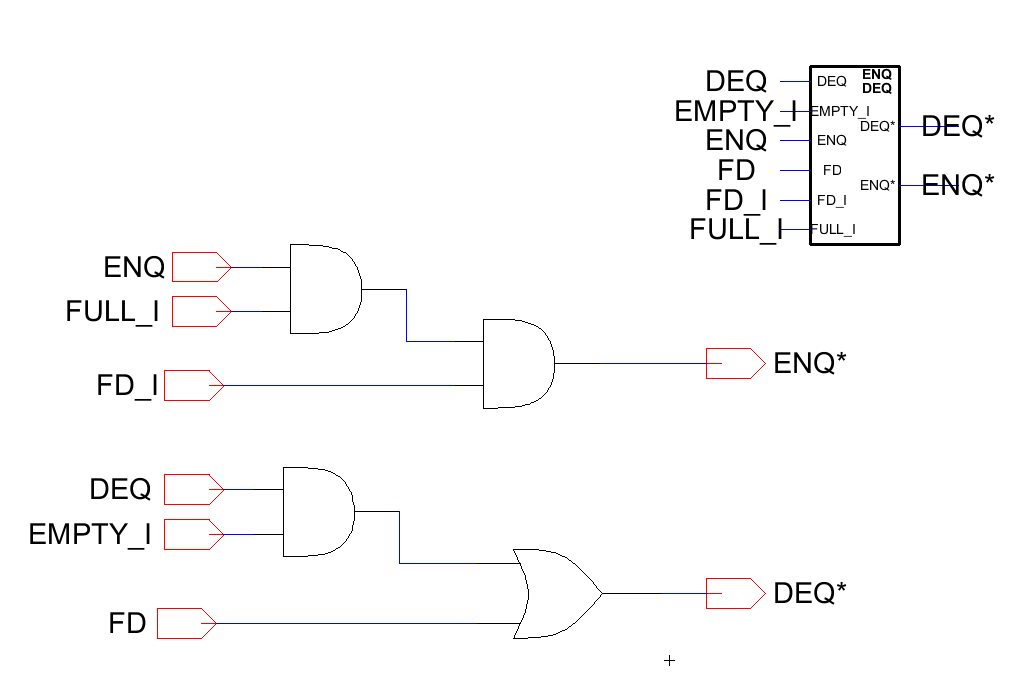 DEQ
EMPTY_I
ENQ
FD
FD_I
FULL_I
DEQ
EMPTY_I
ENQ
FD
FD_I
FULL_I
ENQ
DEQ
DEQ*
ENQ*
DEQ*
ENQ*
ENQ
FULL_I
FD_I
ENQ*
DEQ
EMPTY_I
FD
DEQ*